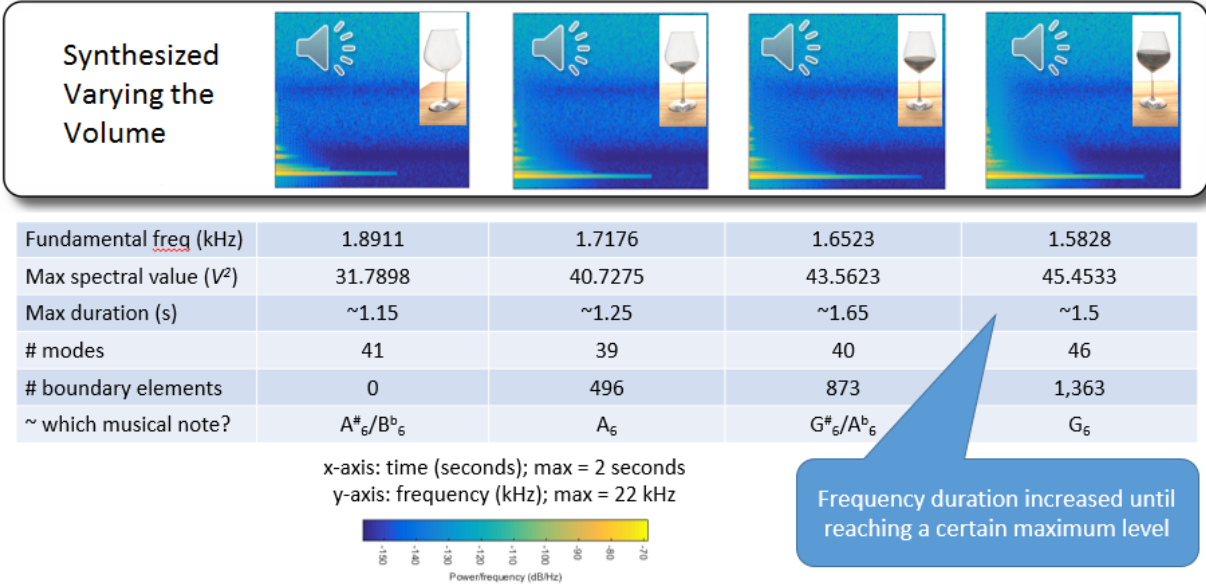 Synthesized
Varying the
Volume
Fundamental freq (kHz) 1.8911 1.7176 1.6523 1.5828
Max spectral value (V²) 31.7898 40.7275 43.5623 45.4533
Max duration (s) ~1.15 ~1.25 ~1.65 ~1.5
# modes 41 39 40 46
# boundary elements 0 496 873 1,363
~ which musical note? A#6/Bb6 A6 G#6/Ab6 G6
x-axis: time (seconds); max = 2 seconds
y-axis: frequency (kHz); max = 22 kHz
Frequency duration increased until
reaching a certain maximum level
-150 -140 -130 -120 -110 -100 -90 -80 -70
Power/frequency (dB/Hz)